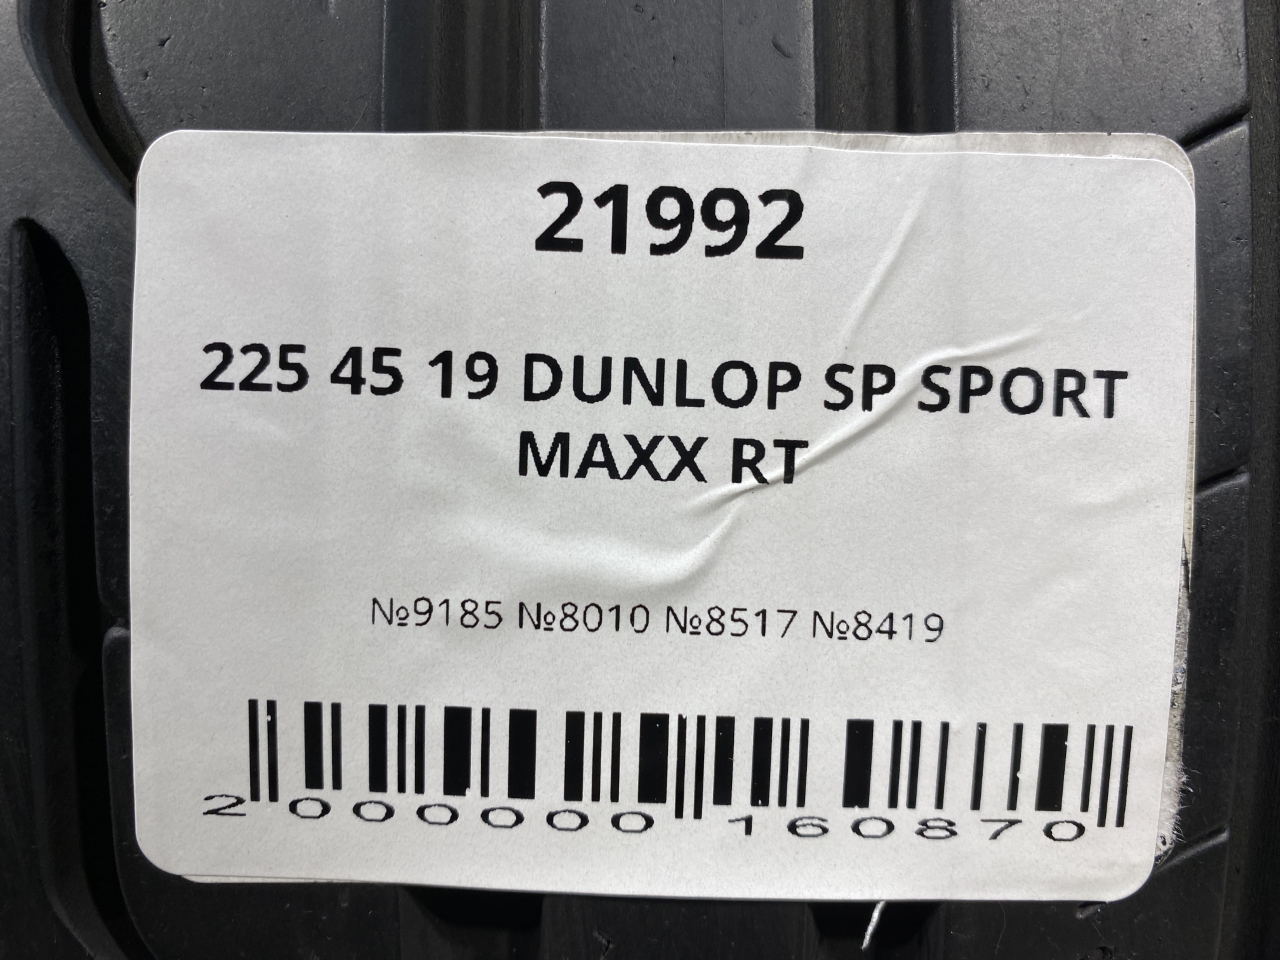 21992
225 45 19 DUNLOP SP SPORT
MAXX RT
№9185 №8010 №8517 №8419
2 000000 160870